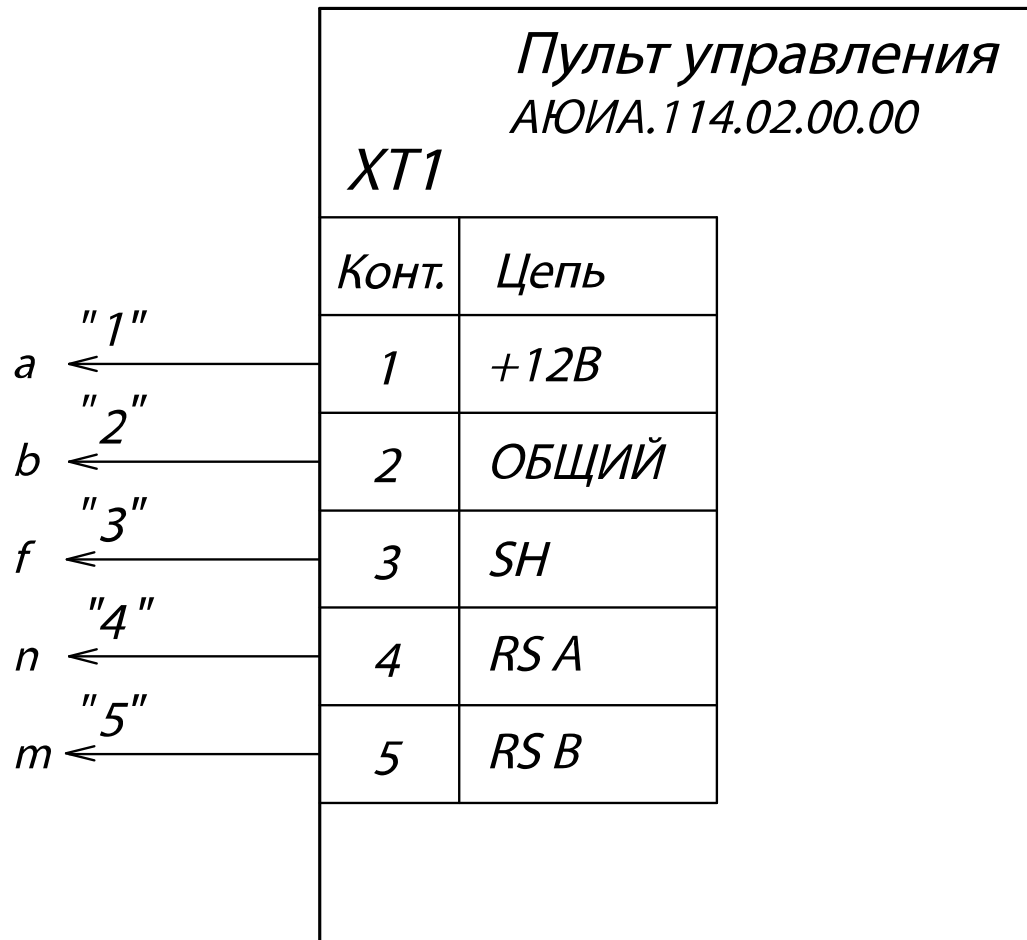 Пульт управления
АЮИА.114.02.00.00
XT1
Конт. Цепь
a "1" 1 +12В
b "2" 2 ОБЩИЙ
f "3" 3 SH
n "4" 4 RS A
m "5" 5 RS B